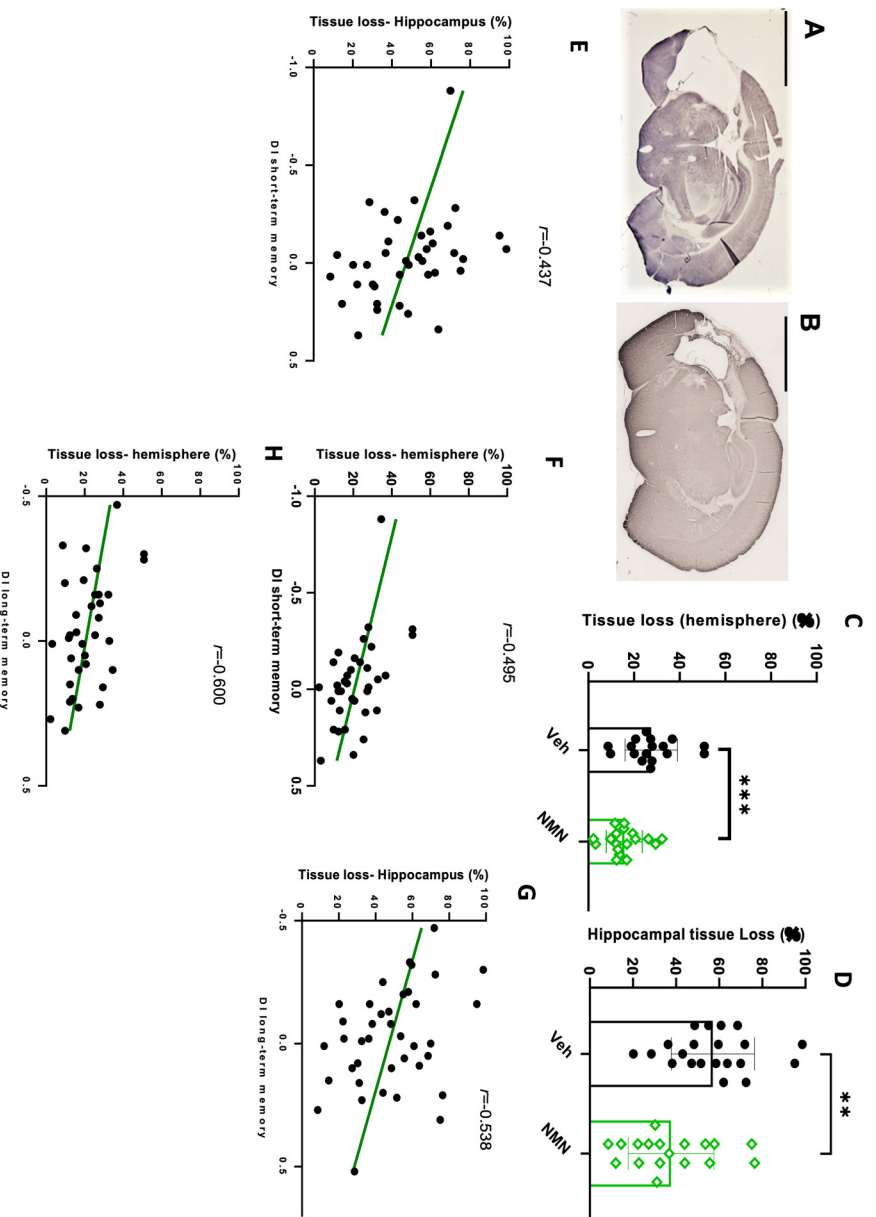 A
B
C
Tissue loss (hemisphere) (%)
100
80
60
40
20
0
Veh
NMN
***
D
Hippocampal tissue Loss (%)
100
80
60
40
20
0
Veh
NMN
**
E
Tissue loss- Hippocampus (%)
100
80
60
40
20
0
-1.0
-0.5
0.0
0.5
DI short-term memory
r=-0.437
F
Tissue loss- hemisphere (%)
100
80
60
40
20
0
-1.0
-0.5
0.0
0.5
DI short-term memory
r=-0.495
G
Tissue loss- Hippocampus (%)
100
80
60
40
20
0
-0.5
0.0
0.5
DI long-term memory
r=-0.538
H
Tissue loss- hemisphere (%)
100
80
60
40
20
0
-0.5
0.0
0.5
DI long-term memory
r=-0.600